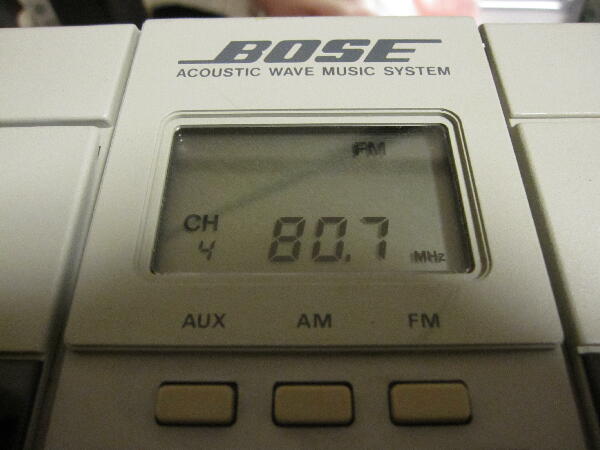 BOSE
ACOUSTIC WAVE MUSIC SYSTEM
FM
CH
4 80.7 MHz
AUX AM FM